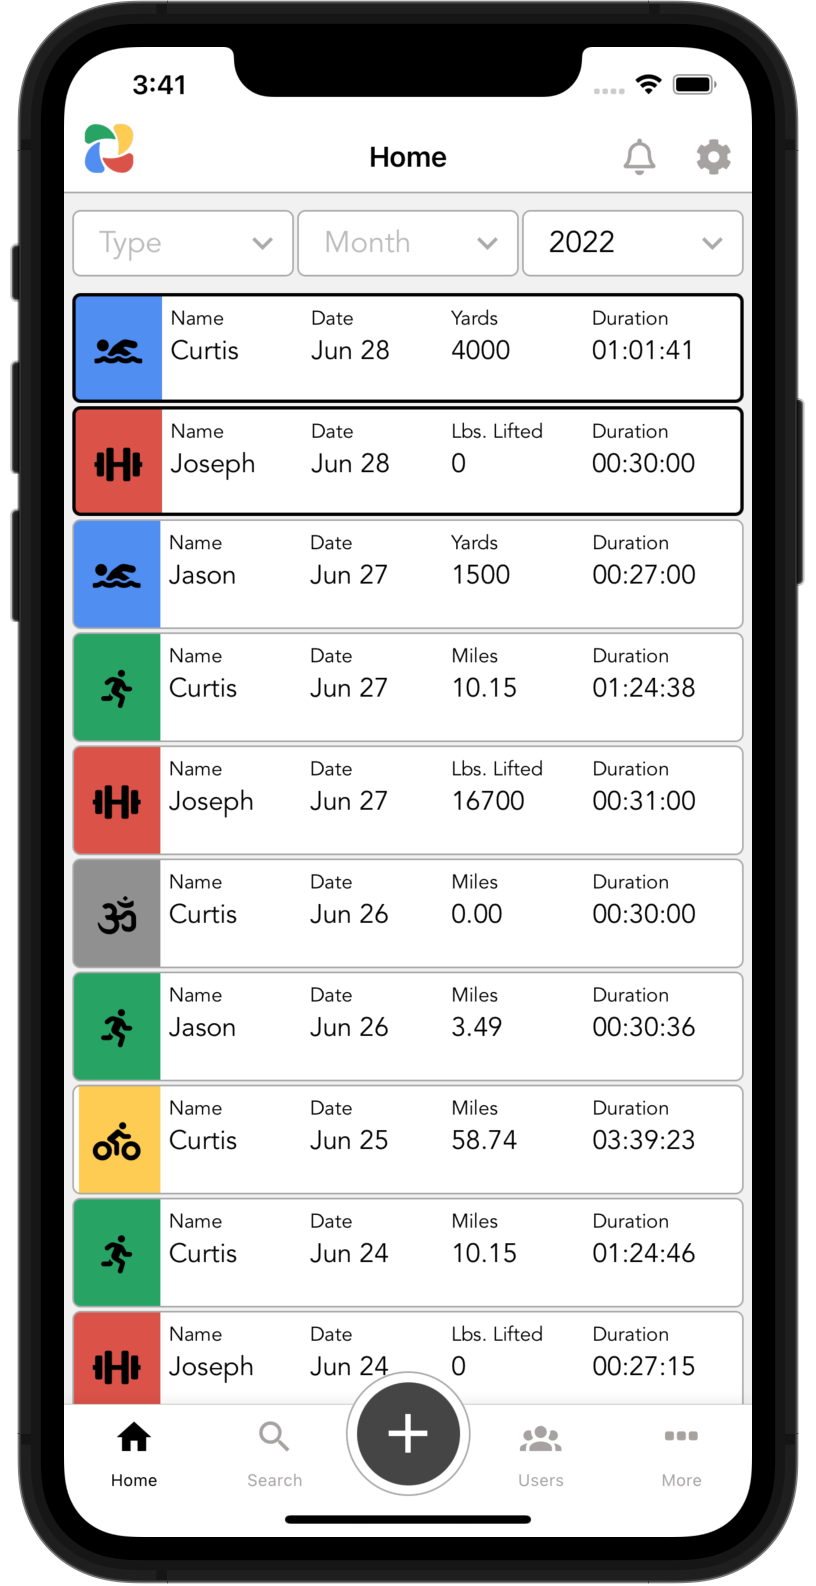 3:41
Home
Type Month 2022
Name Date Yards Duration
Curtis Jun 28 4000 01:01:41
Name Date Lbs. Lifted Duration
Joseph Jun 28 0 00:30:00
Name Date Yards Duration
Jason Jun 27 1500 00:27:00
Name Date Miles Duration
Curtis Jun 27 10.15 01:24:38
Name Date Lbs. Lifted Duration
Joseph Jun 27 16700 00:31:00
Name Date Miles Duration
Curtis Jun 26 0.00 00:30:00
Name Date Miles Duration
Jason Jun 26 3.49 00:30:36
Name Date Miles Duration
Curtis Jun 25 58.74 03:39:23
Name Date Miles Duration
Curtis Jun 24 10.15 01:24:46
Name Date Lbs. Lifted Duration
Joseph Jun 24 0 00:27:15
Home Search Users More